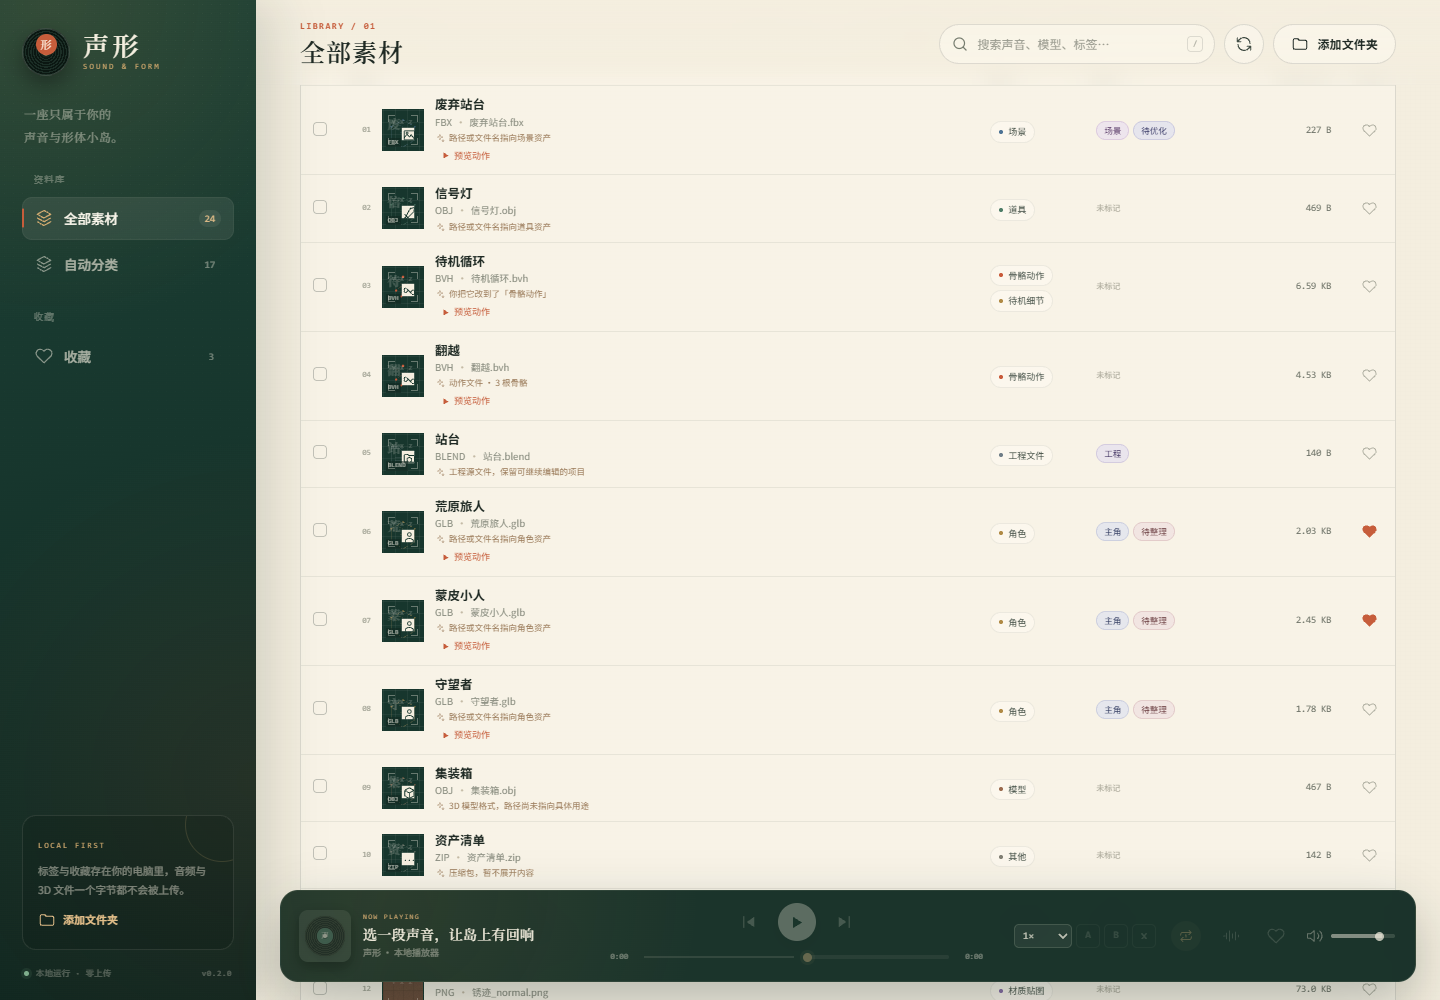 形
声形
SOUND & FORM
一座只属于你的
声音与形体小岛。
资料库
全部素材 24
自动分类 17
收藏
收藏 3
LOCAL FIRST
标签与收藏存在你的电脑里，音频与
3D 文件一个字节都不会被上传。
添加文件夹
本地运行 · 零上传 v0.2.0
LIBRARY / 01
全部素材
搜索声音、模型、标签…
/
添加文件夹
01
FBX
废弃站台
FBX • 废弃站台.fbx
路径或文件名指向场景资产
预览动作
场景
场景 待优化
227 B
02
OBJ
信号灯
OBJ • 信号灯.obj
路径或文件名指向道具资产
道具
未标记
469 B
03
BVH
待机循环
BVH • 待机循环.bvh
你把它改到了「骨骼动作」
预览动作
骨骼动作
待机细节
未标记
6.59 KB
04
BVH
翻越
BVH • 翻越.bvh
动作文件 • 3 根骨骼
预览动作
骨骼动作
未标记
4.53 KB
05
BLEND
站台
BLEND • 站台.blend
工程源文件，保留可继续编辑的项目
工程文件
工程
140 B
06
GLB
荒原旅人
GLB • 荒原旅人.glb
路径或文件名指向角色资产
预览动作
角色
主角 待整理
2.03 KB
07
GLB
蒙皮小人
GLB • 蒙皮小人.glb
路径或文件名指向角色资产
预览动作
角色
主角 待整理
2.45 KB
08
GLB
守望者
GLB • 守望者.glb
路径或文件名指向角色资产
预览动作
角色
主角 待整理
1.78 KB
09
OBJ
集装箱
OBJ • 集装箱.obj
3D 模型格式，路径尚未指向具体用途
模型
未标记
467 B
10
ZIP
资产清单
ZIP • 资产清单.zip
压缩包，暂不展开内容
其他
未标记
142 B
NOW PLAYING
选一段声音，让岛上有回响
声形 • 本地播放器
0:00
0:00
1×
A
B
12
PNG • 锈迹_normal.png
材质贴图
未标记
73.0 KB